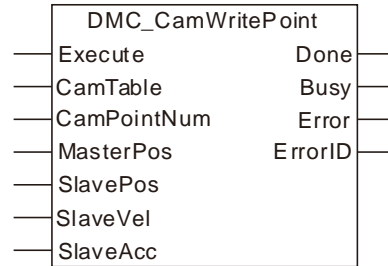 DMC_CamWritePoint
Execute Done
CamTable Busy
CamPointNum Error
MasterPos ErrorID
SlavePos
SlaveVel
SlaveAcc